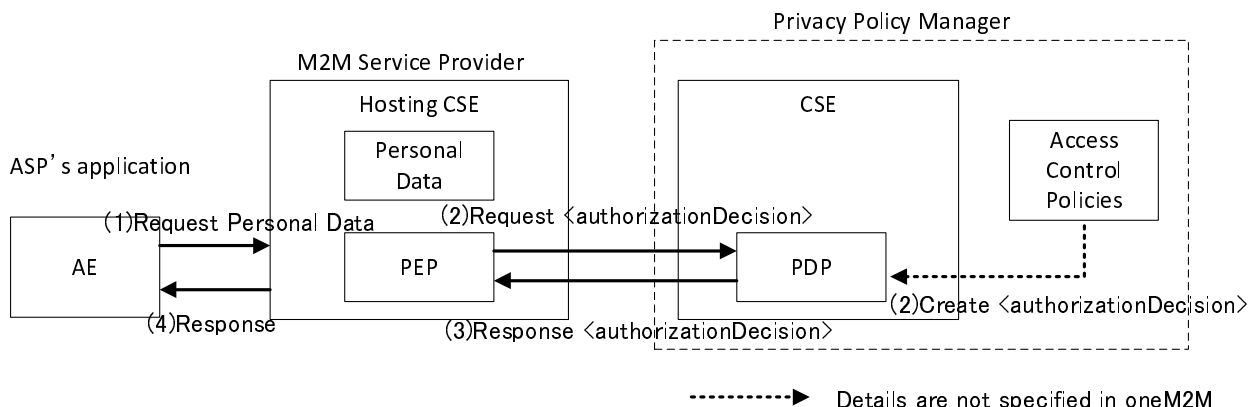 Privacy Policy Manager
M2M Service Provider
Hosting CSE
CSE
Personal
Data
Access
Control
Policies
ASP's application
(1)Request Personal Data
(2)Request <authorizationDecision>
AE
PEP
PDP
(4)Response
(3)Response <authorizationDecision>
(2)Create <authorizationDecision>
Details are not specified in oneM2M